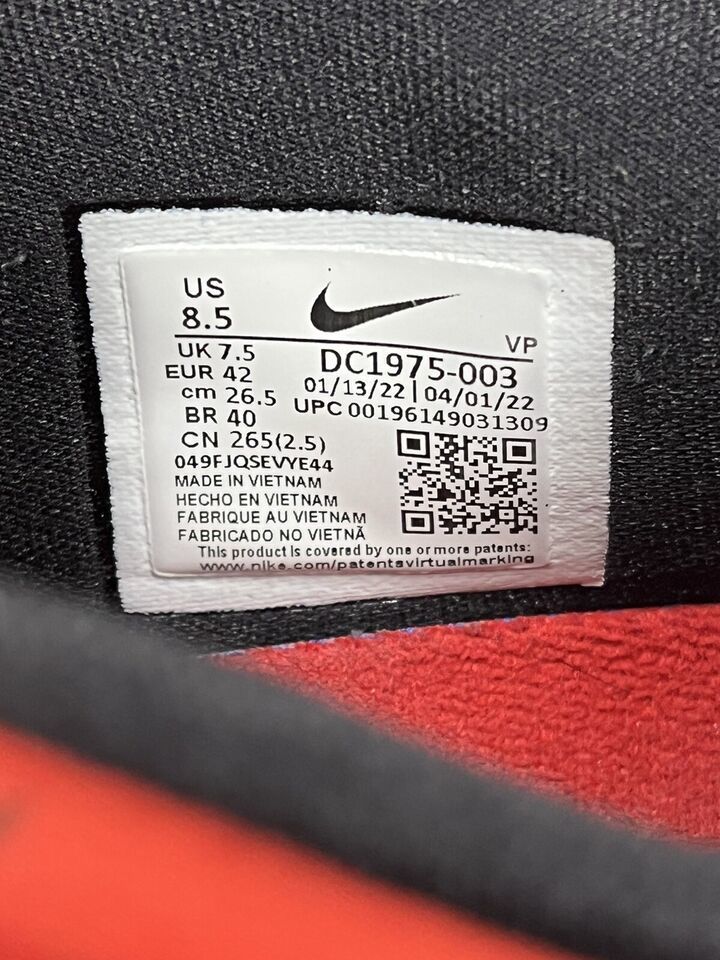 US
8.5
VP
UK 7.5
DC1975-003
EUR 42
01/13/22 | 04/01/22
cm 26.5
UPC 00196149031309
BR 40
CN 265(2.5)
049FJQSEVYE44
MADE IN VIETNAM
HECHO EN VIETNAM
FABRIQUE AU VIETNAM
FABRICADO NO VIETNÃ
This product is covered by one or more patents:
www.nike.com/patentsvirtualmarking